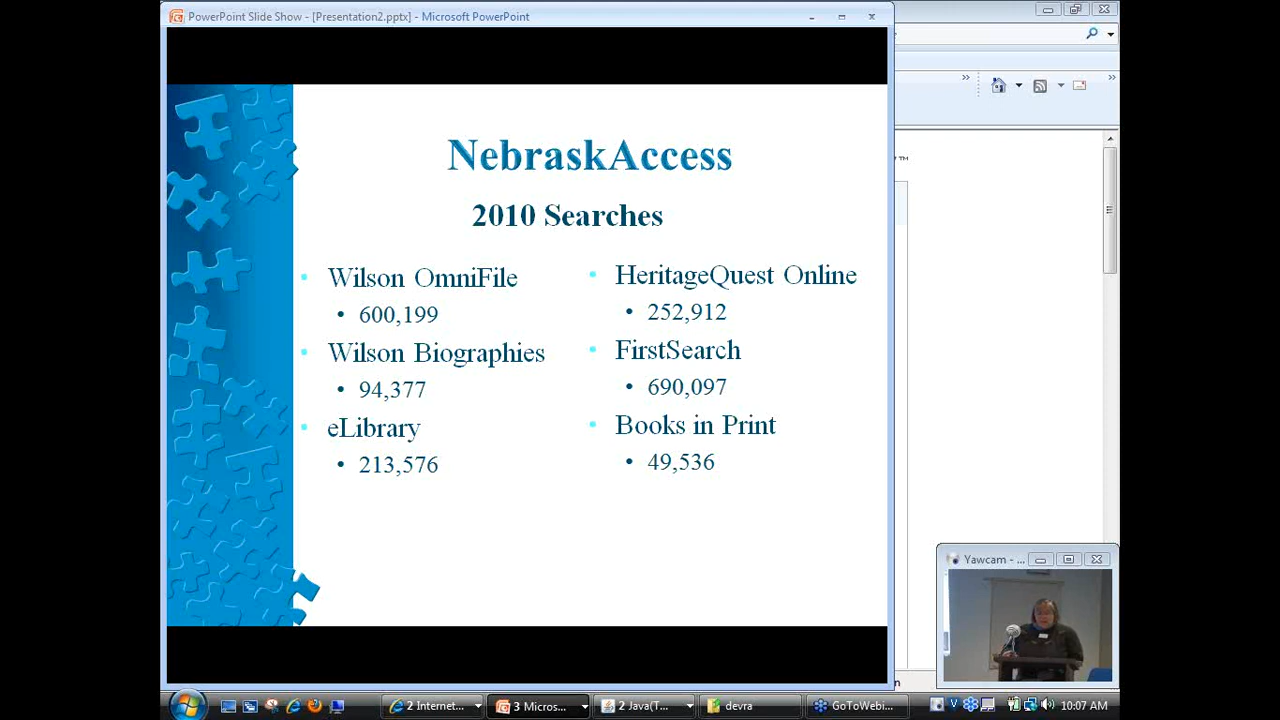 PowerPoint Slide Show - [Presentation2.pptx] - Microsoft PowerPoint
NebraskAccess
2010 Searches
• Wilson OmniFile
• 600,199
• Wilson Biographies
• 94,377
• eLibrary
• 213,576
• HeritageQuest Online
• 252,912
• FirstSearch
• 690,097
• Books in Print
• 49,536
™
Yawcam - ...
n
2 Internet...
3 Micros...
2 Java(T...
devra
GoToWebi...
10:07 AM